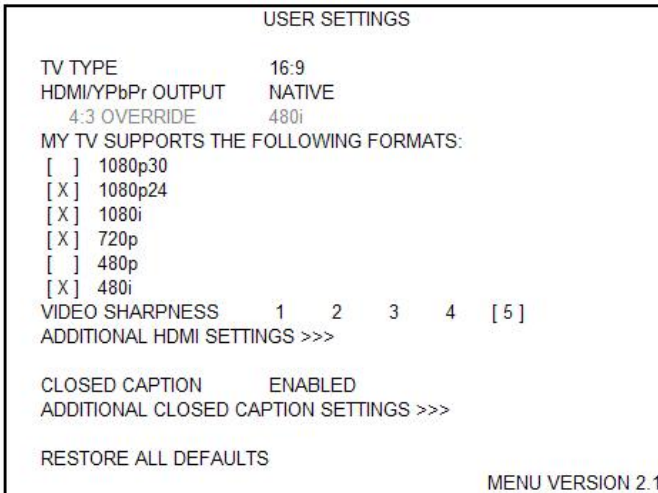 USER SETTINGS
TV TYPE 16:9
HDMI/YPbPr OUTPUT NATIVE
4:3 OVERRIDE 480i
MY TV SUPPORTS THE FOLLOWING FORMATS:
[ ] 1080p30
[ X ] 1080p24
[ X ] 1080i
[ X ] 720p
[ ] 480p
[ X ] 480i
VIDEO SHARPNESS 1 2 3 4 [ 5 ]
ADDITIONAL HDMI SETTINGS >>>
CLOSED CAPTION ENABLED
ADDITIONAL CLOSED CAPTION SETTINGS >>>
RESTORE ALL DEFAULTS
MENU VERSION 2.1